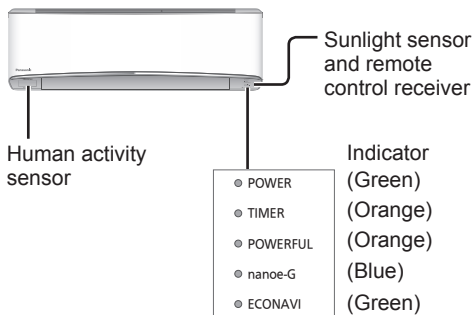 Panasonic
Sunlight sensor
and remote
control receiver
Human activity
sensor
Indicator
POWER (Green)
TIMER (Orange)
POWERFUL (Orange)
nanoe-G (Blue)
ECONAVI (Green)